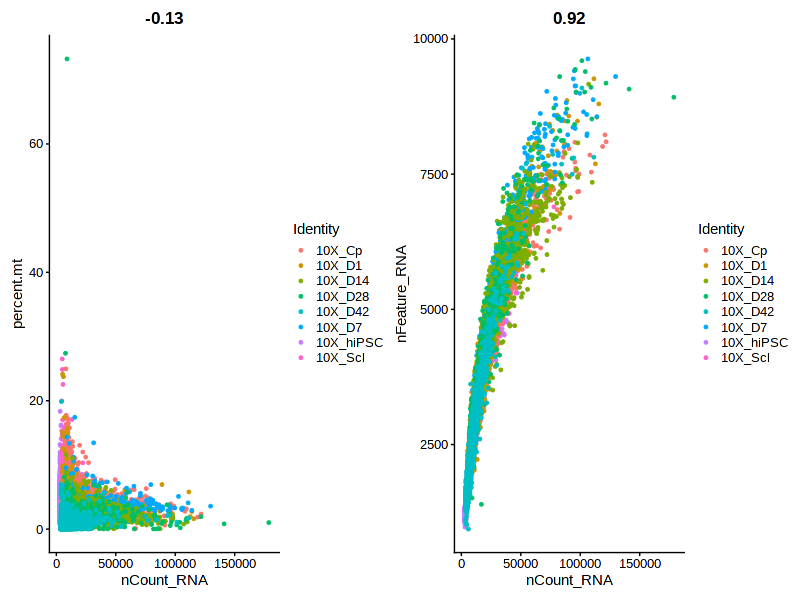 -0.13
percent.mt
60
40
20
0
0
50000
100000
150000
nCount_RNA
Identity
10X_Cp
10X_D1
10X_D14
10X_D28
10X_D42
10X_D7
10X_hiPSC
10X_Scl
0.92
nFeature_RNA
10000
7500
5000
2500
0
50000
100000
150000
nCount_RNA
Identity
10X_Cp
10X_D1
10X_D14
10X_D28
10X_D42
10X_D7
10X_hiPSC
10X_Scl